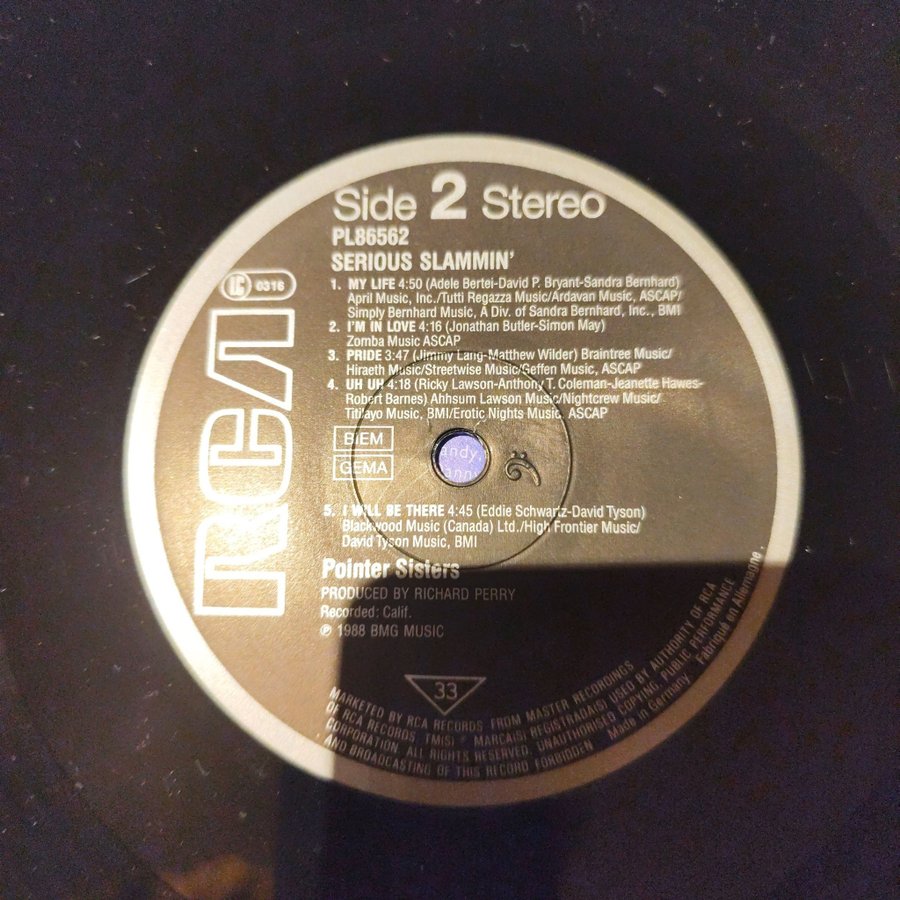 Side 2 Stereo
PL86562
SERIOUS SLAMMIN'
1. MY LIFE 4:50 (Adele Bertei-David P. Bryant-Sandra Bernhard)
April Music, Inc./Tutti Regazza Music/Ardavan Music, ASCAP/
Simply Bernhard Music, A Div. of Sandra Bernhard, Inc., BMI
2. I'M IN LOVE 4:16 (Jonathan Butler-Simon May)
Zomba Music ASCAP
3. PRIDE 3:47 (Jimmy Lang-Matthew Wilder) Braintree Music/
Hiraeth Music/Streetwise Music/Geffen Music, ASCAP
4. UH UH 4:18 (Ricky Lawson-Anthony T. Coleman-Jeanette Hawes-
Robert Barnes) Ahhsum Lawson Music/Nightcrew Music/
Titilayo Music, BMI/Erotic Nights Music, ASCAP
BIEM
GEMA
5. I WILL BE THERE 4:45 (Eddie Schwartz-David Tyson)
Blackwood Music (Canada) Ltd./High Frontier Music/
David Tyson Music, BMI
Pointer Sisters
PRODUCED BY RICHARD PERRY
Recorded: Calif.
℗ 1988 BMG MUSIC
33
RCA
LC 0316
andy,
anny
MARKETED BY RCA RECORDS FROM MASTER RECORDINGS
OF RCA RECORDS. TM(S) ® MARCA(S) REGISTRADA(S) USED BY AUTHORITY OF RCA
CORPORATION. ALL RIGHTS RESERVED. UNAUTHORISED COPYING PUBLIC PERFORMANCE
AND BROADCASTING OF THIS RECORD FORBIDEN Made in Germany. Fabriqué en Allemagne.